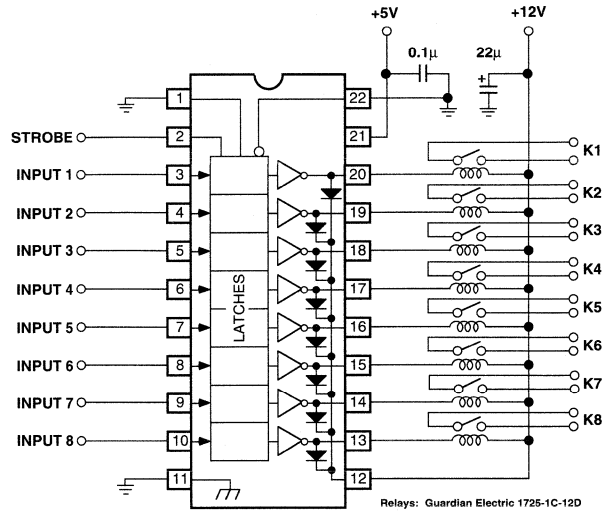 +5V
+12V
0.1µ
22µ
+
1
22
STROBE
2
21
INPUT 1
3
20
K1
INPUT 2
4
19
K2
INPUT 3
5
18
K3
INPUT 4
6
17
K4
LATCHES
INPUT 5
7
16
K5
INPUT 6
8
15
K6
INPUT 7
9
14
K7
INPUT 8
10
13
K8
11
12
Relays: Guardian Electric 1725-1C-12D